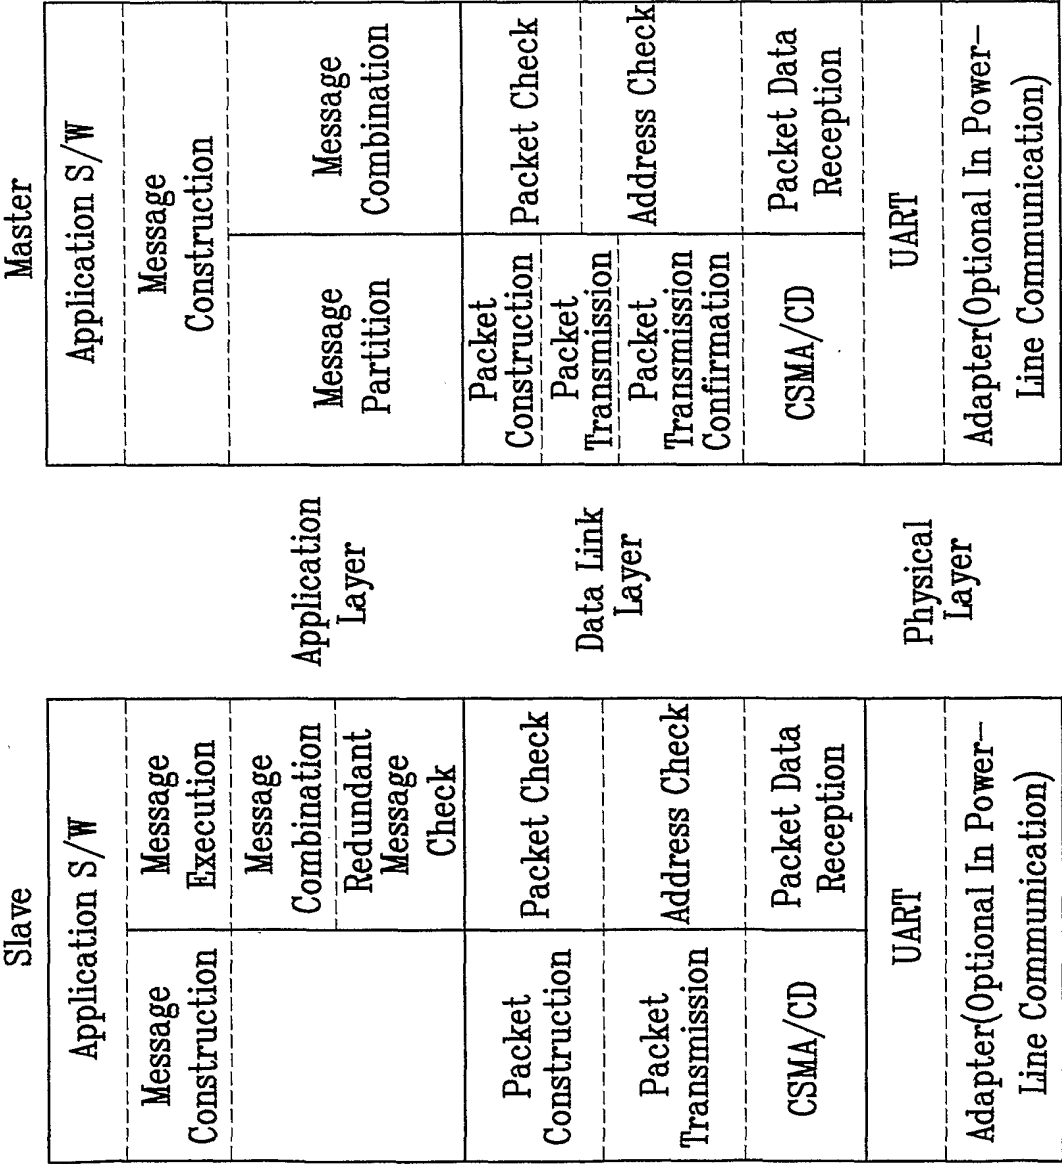 Slave
Application S/W
Message
Construction
Message
Execution
Message
Combination
Redundant
Message
Check
Packet
Construction
Packet Check
Packet
Transmission
Address Check
CSMA/CD
Packet Data
Reception
UART
Adapter(Optional In Power-
Line Communication)
Application
Layer
Data Link
Layer
Physical
Layer
Master
Application S/W
Message
Construction
Message
Partition
Message
Combination
Packet
Construction
Packet
Transmission
Packet
Transmission
Confirmation
Packet Check
Address Check
CSMA/CD
Packet Data
Reception
UART
Adapter(Optional In Power-
Line Communication)